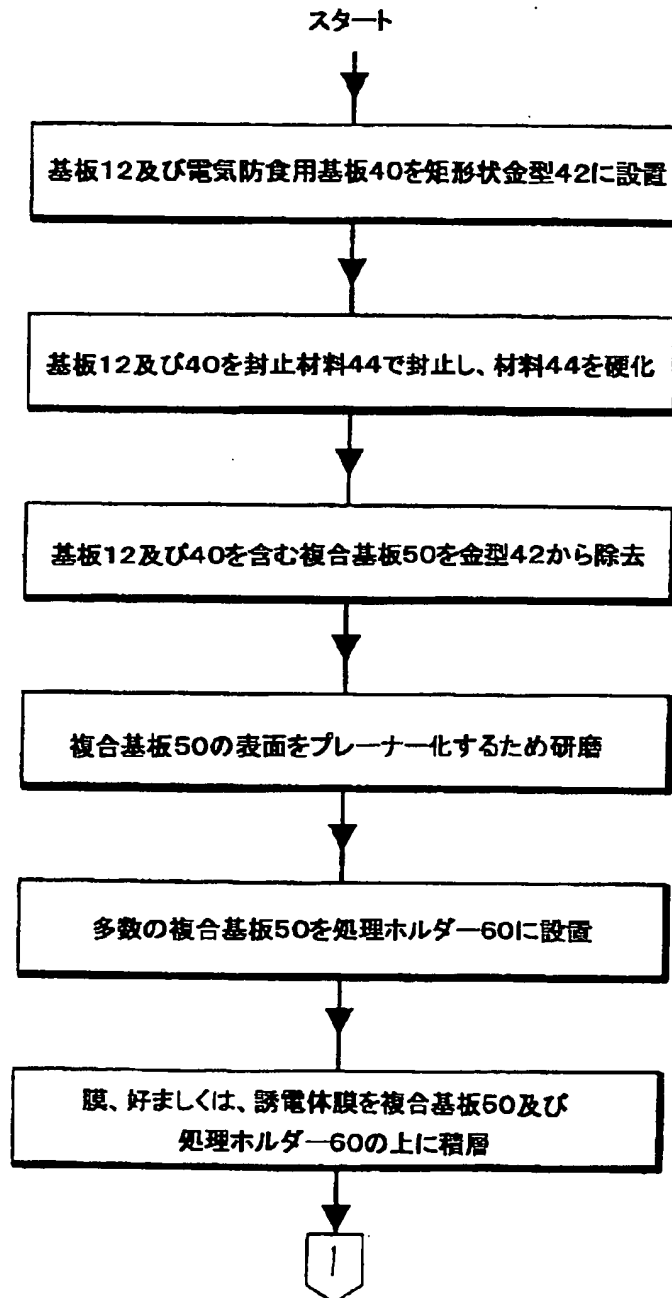 スタート
基板12及び電気防食用基板40を矩形状金型42に設置
基板12及び40を封止材料44で封止し、材料44を硬化
基板12及び40を含む複合基板50を金型42から除去
複合基板50の表面をプレーナー化するため研磨
多数の複合基板50を処理ホルダー60に設置
膜、好ましくは、誘電体膜を複合基板50及び
処理ホルダー60の上に積層
1